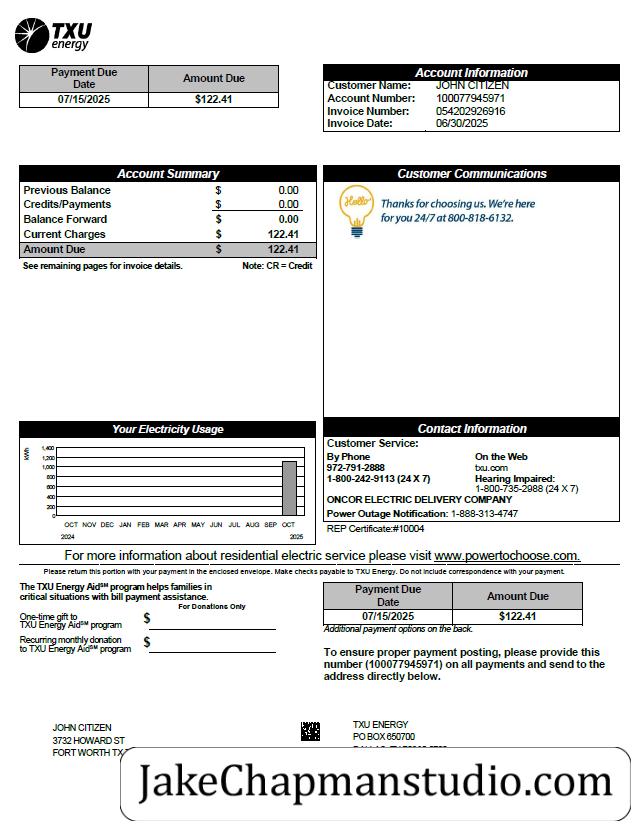 TXU
energy
Payment Due
Date
Amount Due
07/15/2025
$122.41
Account Information
Customer Name: JOHN CITIZEN
Account Number: 100077945971
Invoice Number: 054202926916
Invoice Date: 06/30/2025
Account Summary
Previous Balance $ 0.00
Credits/Payments $ 0.00
Balance Forward $ 0.00
Current Charges $ 122.41
Amount Due $ 122.41
See remaining pages for invoice details. Note: CR = Credit
Customer Communications
Hello
Thanks for choosing us. We're here
for you 24/7 at 800-818-6132.
Your Electricity Usage
kWh
1,400
1,200
1,000
800
600
400
200
0
OCT NOV DEC JAN FEB MAR APR MAY JUN JUL AUG SEP OCT
2024 2025
Contact Information
Customer Service:
By Phone
972-791-2888
1-800-242-9113 (24 X 7)
On the Web
txu.com
Hearing Impaired:
1-800-735-2988 (24 X 7)
ONCOR ELECTRIC DELIVERY COMPANY
Power Outage Notification: 1-888-313-4747
REP Certificate:#10004
For more information about residential electric service please visit www.powertochoose.com.
Please return this portion with your payment in the enclosed envelope. Make checks payable to TXU Energy. Do not include correspondence with your payment.
The TXU Energy Aid℠ program helps families in
critical situations with bill payment assistance.
For Donations Only
One-time gift to
TXU Energy Aid℠ program $
Recurring monthly donation
to TXU Energy Aid℠ program $
Payment Due
Date
Amount Due
07/15/2025
$122.41
Additional payment options on the back.
To ensure proper payment posting, please provide this
number (100077945971) on all payments and send to the
address directly below.
JOHN CITIZEN
3732 HOWARD ST
FORT WORTH TX
TXU ENERGY
PO BOX 650700
JakeChapmanstudio.com